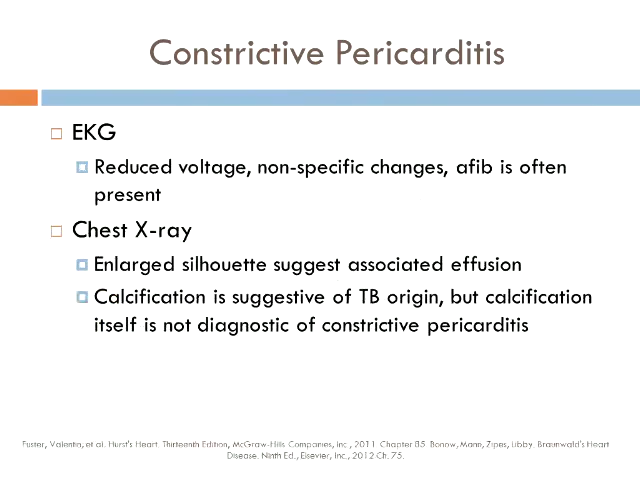 Constrictive Pericarditis
EKG
Reduced voltage, non-specific changes, afib is often
present
Chest X-ray
Enlarged silhouette suggest associated effusion
Calcification is suggestive of TB origin, but calcification
itself is not diagnostic of constrictive pericarditis
Fuster, Valentin, et al. Hurst's Heart. Thirteenth Edition, McGraw-Hills Companies, Inc., 2011. Chapter 85. Bonow, Mann, Zipes, Libby. Braunwald's Heart
Disease. Ninth Ed., Elsevier, Inc., 2012 Ch. 75.